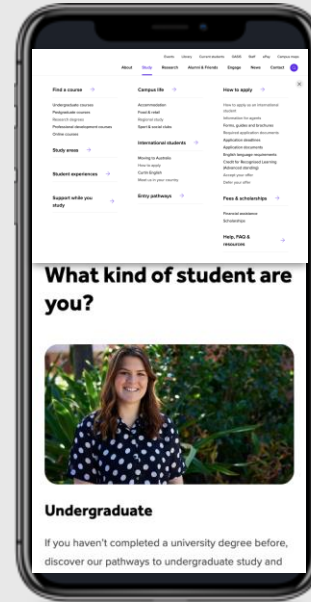 Events Library Current students OASIS Staff ePay Campus maps
About Study Research Alumni & Friends Engage News Contact
Find a course
Undergraduate courses
Postgraduate courses
Research degrees
Professional development courses
Online courses
Study areas
Student experiences
Support while you
study
Campus life
Accommodation
Food & retail
Regional study
Sport & social clubs
International students
Moving to Australia
How to apply
Curtin English
Meet us in your country
Entry pathways
How to apply
How to apply as an international
student
Information for agents
Forms, guides and brochures
Required application documents
Application deadlines
Application documents
English language requirements
Credit for Recognised Learning
(Advanced standing)
Accept your offer
Defer your offer
Fees & scholarships
Financial assistance
Scholarships
Help, FAQ &
resources
What kind of student are
you?
Undergraduate
If you haven't completed a university degree before,
discover our pathways to undergraduate study and